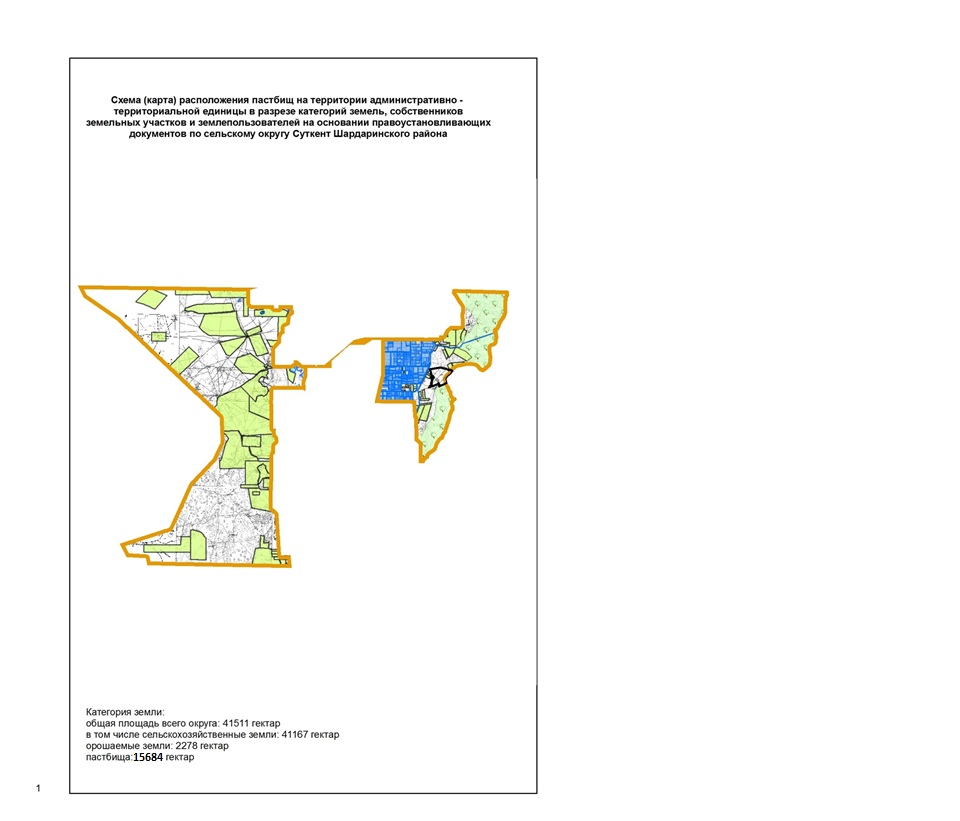 Схема (карта) расположения пастбищ на территории административно -
территориальной единицы в разрезе категорий земель, собственников
земельных участков и землепользователей на основании правоустановливающих
документов по сельскому округу Суткент Шардаринского района
Категория земли:
общая площадь всего округа: 41511 гектар
в том числе сельскохозяйственные земли: 41167 гектар
орошаемые земли: 2278 гектар
пастбища:15684 гектар
1